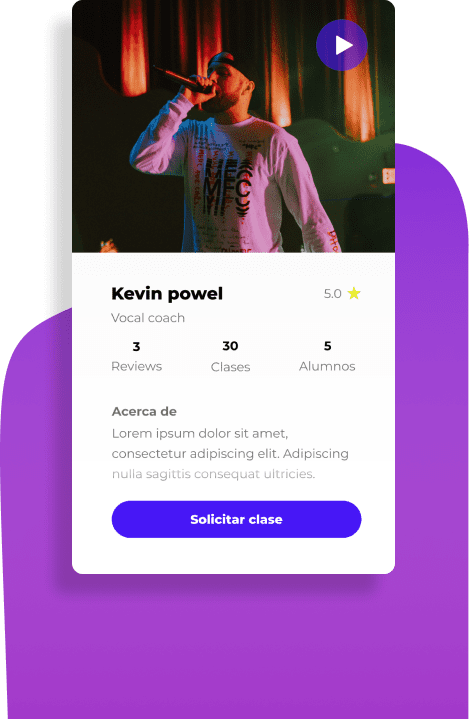 Kevin powel
5.0
Vocal coach
3 30 5
Reviews Clases Alumnos
Acerca de
Lorem ipsum dolor sit amet,
consectetur adipiscing elit. Adipiscing
nulla sagittis consequat ultricies.
Solicitar clase